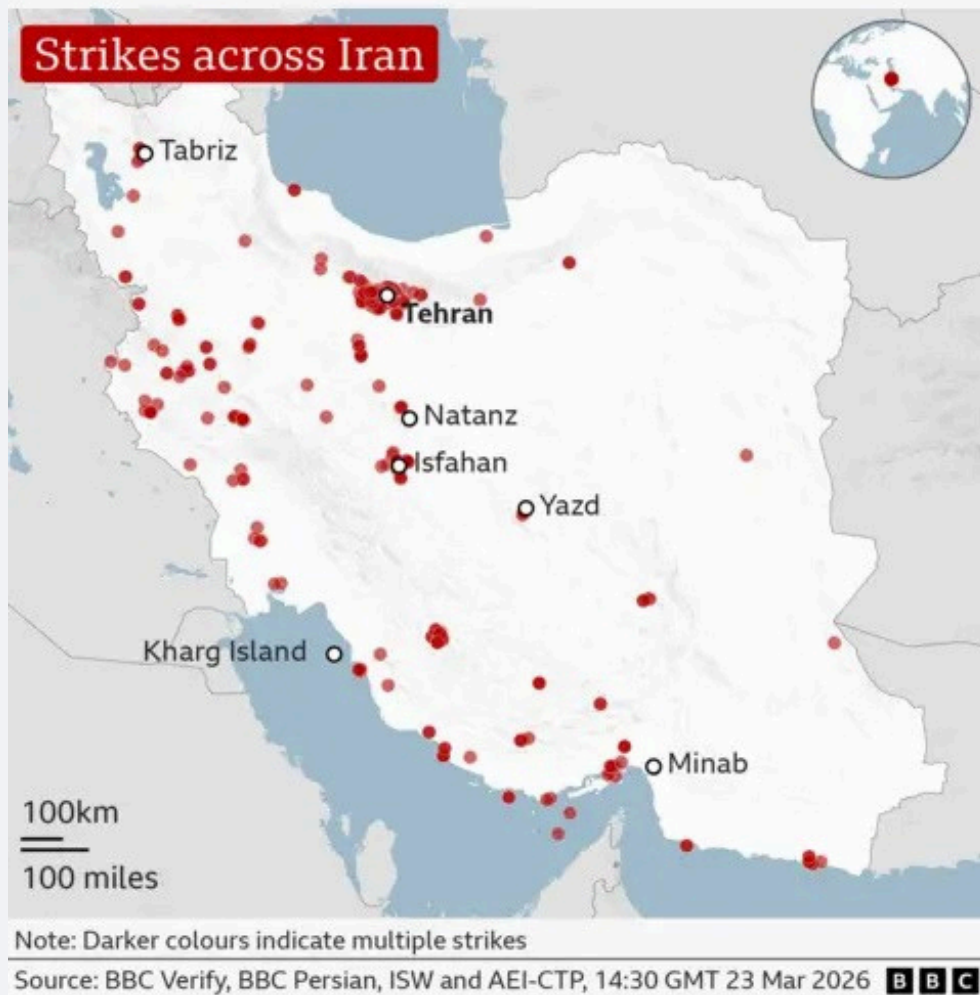 Strikes across Iran
Tabriz
Tehran
Natanz
Isfahan
Yazd
Kharg Island
Minab
100km
100 miles
Note: Darker colours indicate multiple strikes
Source: BBC Verify, BBC Persian, ISW and AEI-CTP, 14:30 GMT 23 Mar 2026 BBC